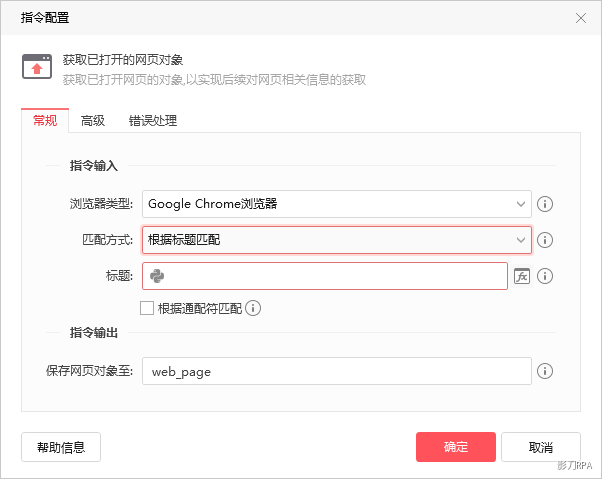 指令配置
获取已打开的网页对象
获取已打开网页的对象,以实现后续对网页相关信息的获取
常规 高级 错误处理
指令输入
浏览器类型: Google Chrome浏览器
匹配方式: 根据标题匹配
标题: fx
根据通配符匹配
指令输出
保存网页对象至: web_page
帮助信息 确定 取消
影刀RPA